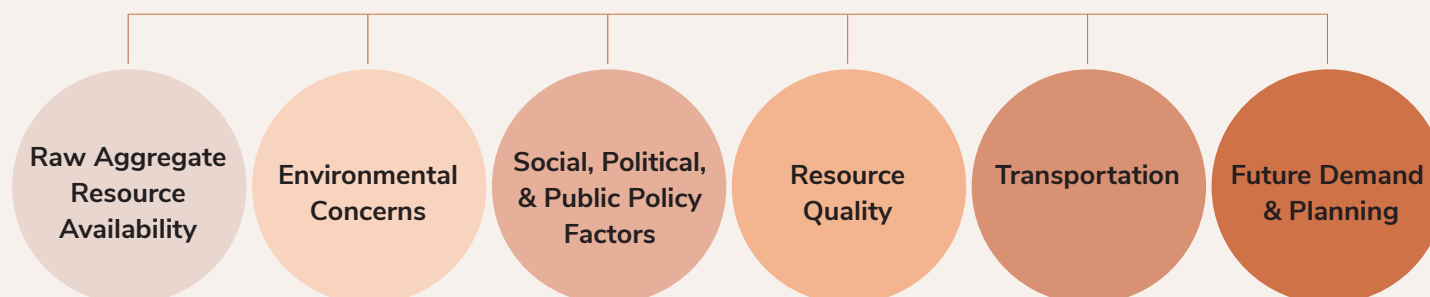 Raw Aggregate
Resource
Availability
Environmental
Concerns
Social, Political,
& Public Policy
Factors
Resource
Quality
Transportation
Future Demand
& Planning